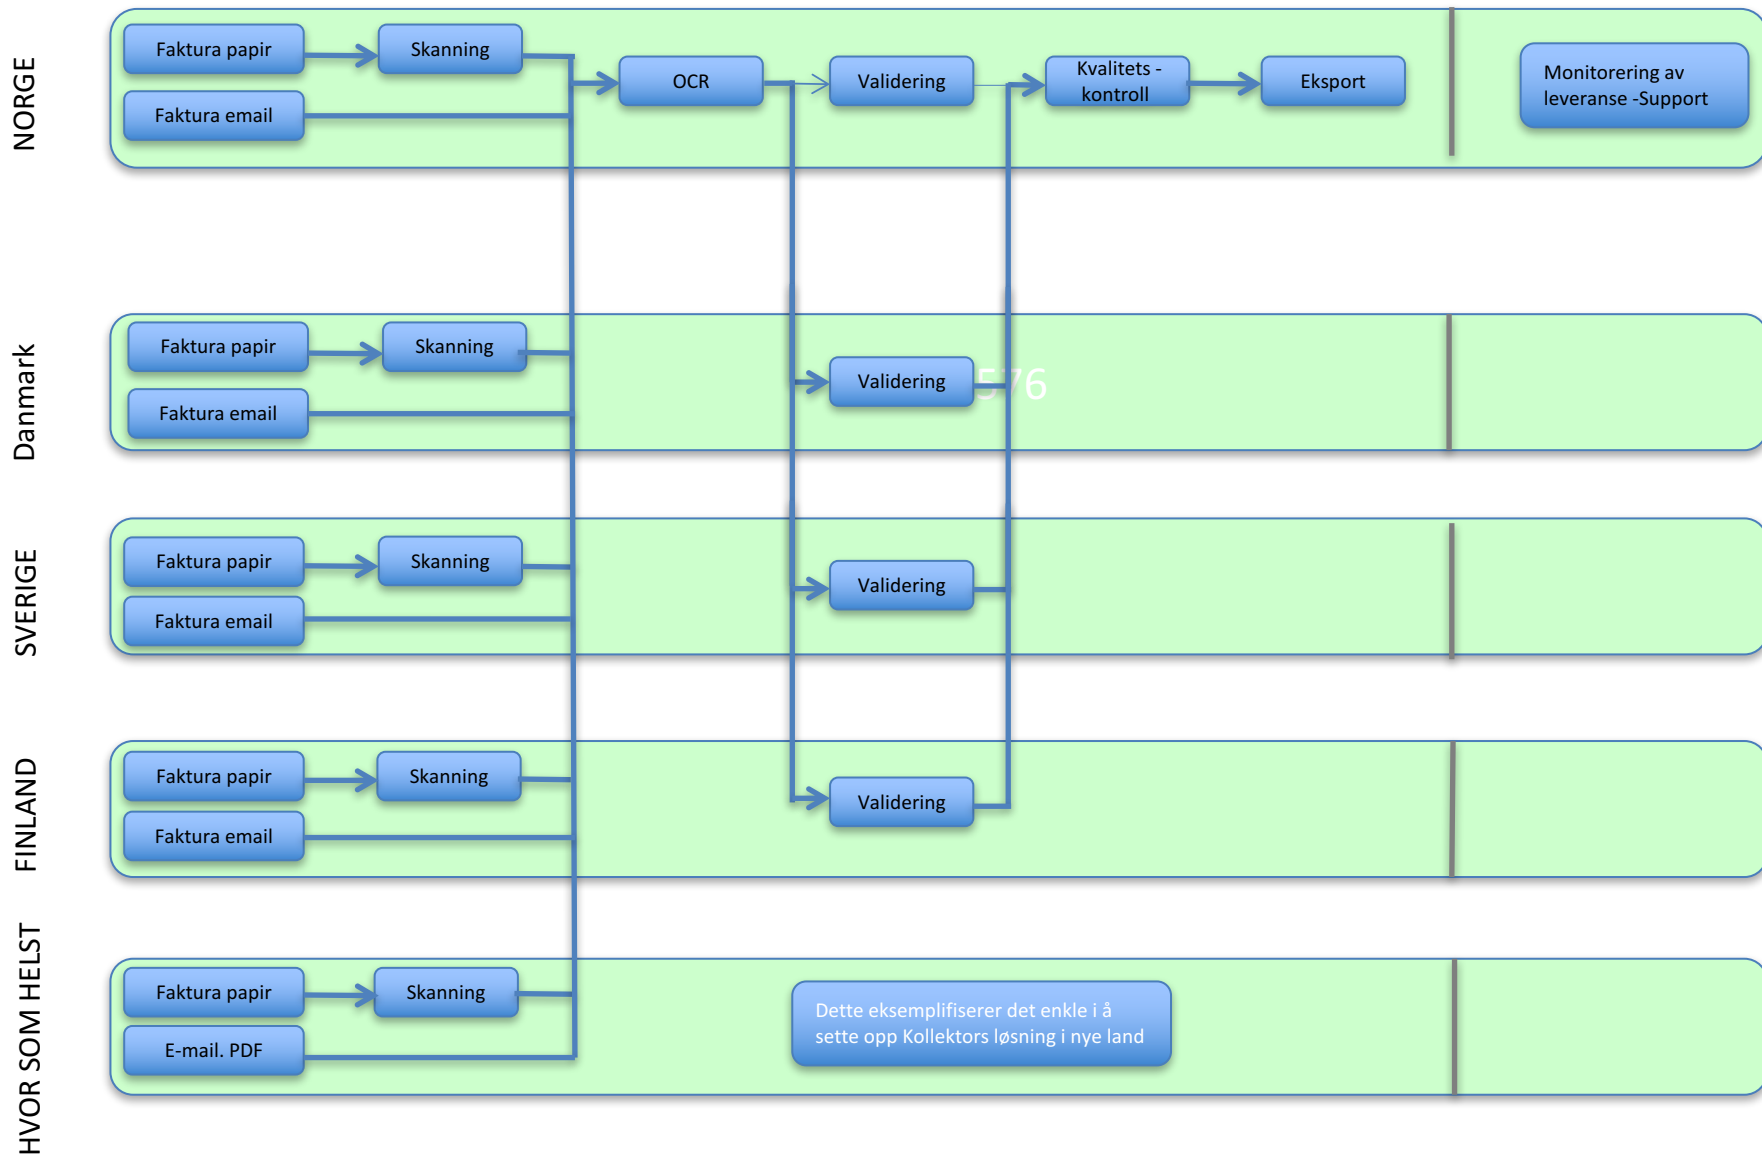 NORGE
Faktura papir
Skanning
Faktura email
OCR
Validering
Kvalitets -
kontroll
Eksport
Monitorering av
leveranse -Support
Danmark
Faktura papir
Skanning
Faktura email
Validering
576
SVERIGE
Faktura papir
Skanning
Faktura email
Validering
FINLAND
Faktura papir
Skanning
Faktura email
Validering
HVOR SOM HELST
Faktura papir
Skanning
E-mail. PDF
Dette eksemplifiserer det enkle i å
sette opp Kollektors løsning i nye land